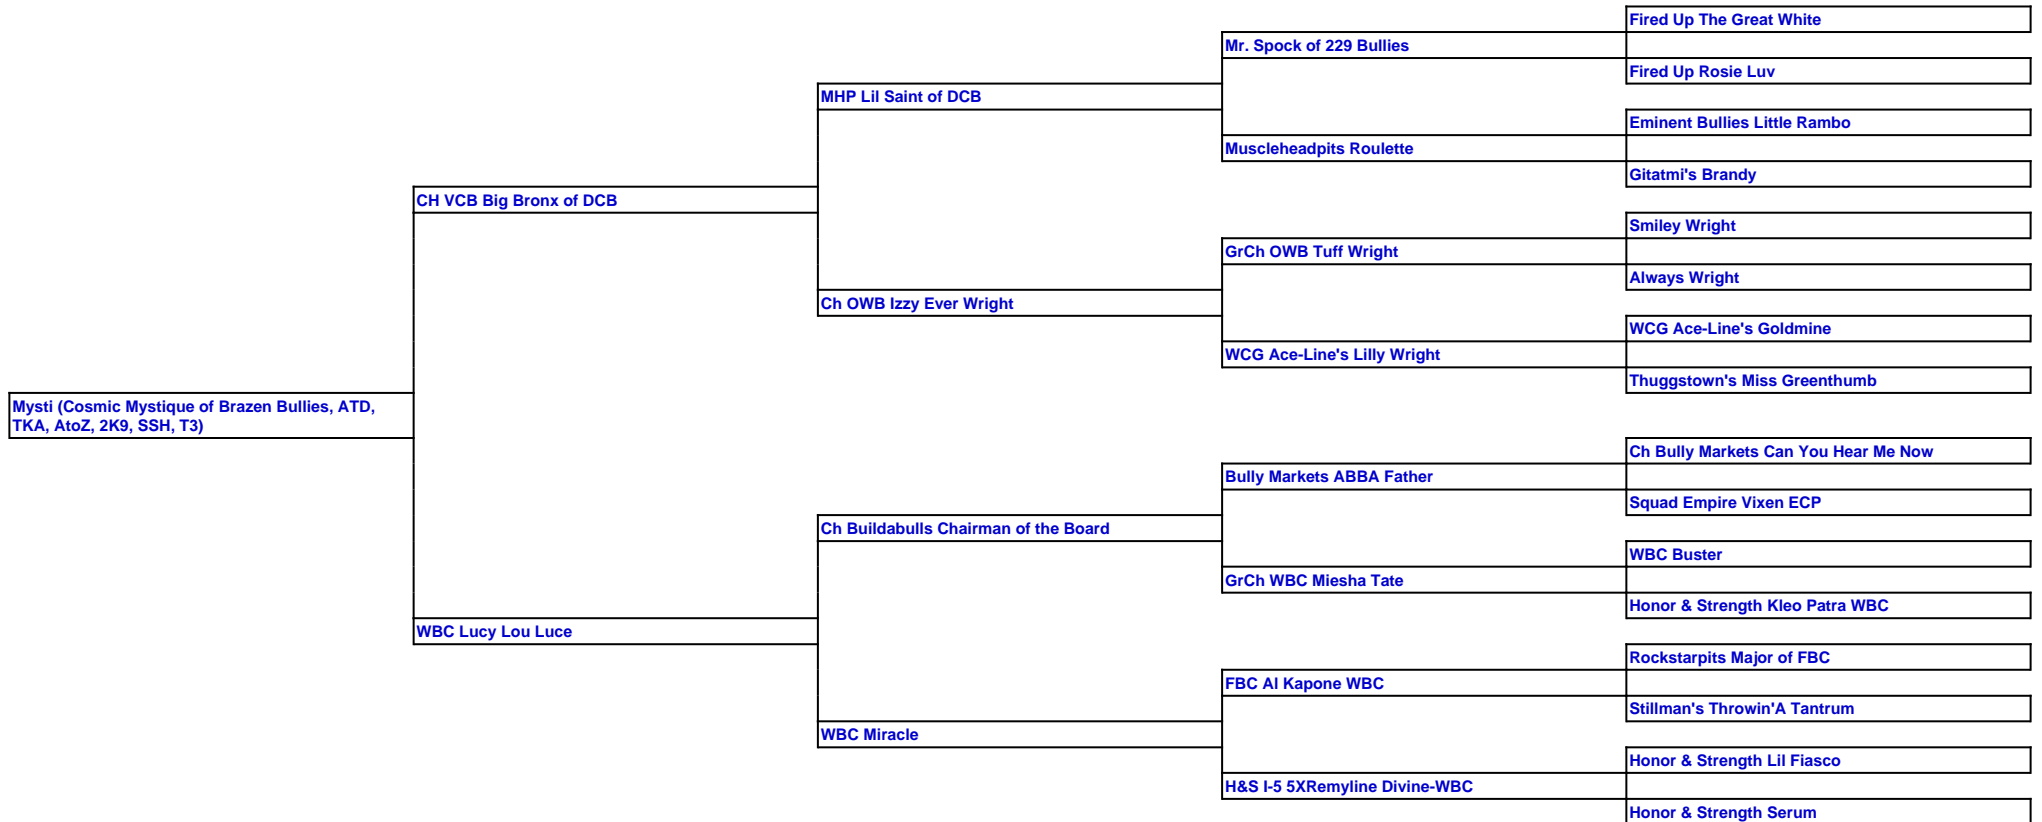 Fired Up The Great White
Mr. Spock of 229 Bullies
Fired Up Rosie Luv
MHP Lil Saint of DCB
Eminent Bullies Little Rambo
Muscleheadpits Roulette
Gitatmi's Brandy
CH VCB Big Bronx of DCB
Smiley Wright
GrCh OWB Tuff Wright
Always Wright
Ch OWB Izzy Ever Wright
WCG Ace-Line's Goldmine
WCG Ace-Line's Lilly Wright
Thuggstown's Miss Greenthumb
Mysti (Cosmic Mystique of Brazen Bullies, ATD,
TKA, AtoZ, 2K9, SSH, T3)
Ch Bully Markets Can You Hear Me Now
Bully Markets ABBA Father
Squad Empire Vixen ECP
Ch Buildabulls Chairman of the Board
WBC Buster
GrCh WBC Miesha Tate
Honor & Strength Kleo Patra WBC
WBC Lucy Lou Luce
Rockstarpits Major of FBC
FBC Al Kapone WBC
Stillman's Throwin'A Tantrum
WBC Miracle
Honor & Strength Lil Fiasco
H&S I-5 5XRemyline Divine-WBC
Honor & Strength Serum